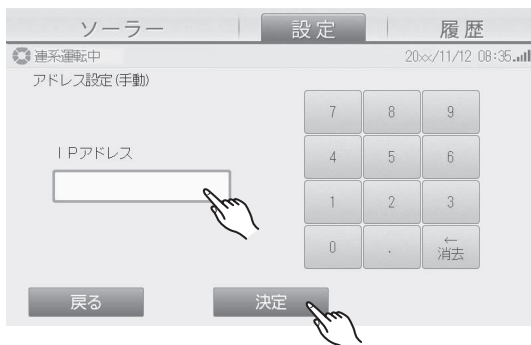 ソーラー 設定 履歴
連系運転中 20xx/11/12 08:35
アドレス設定(手動)
IPアドレス
7 8 9
4 5 6
1 2 3
0 . ←消去
戻る 決定